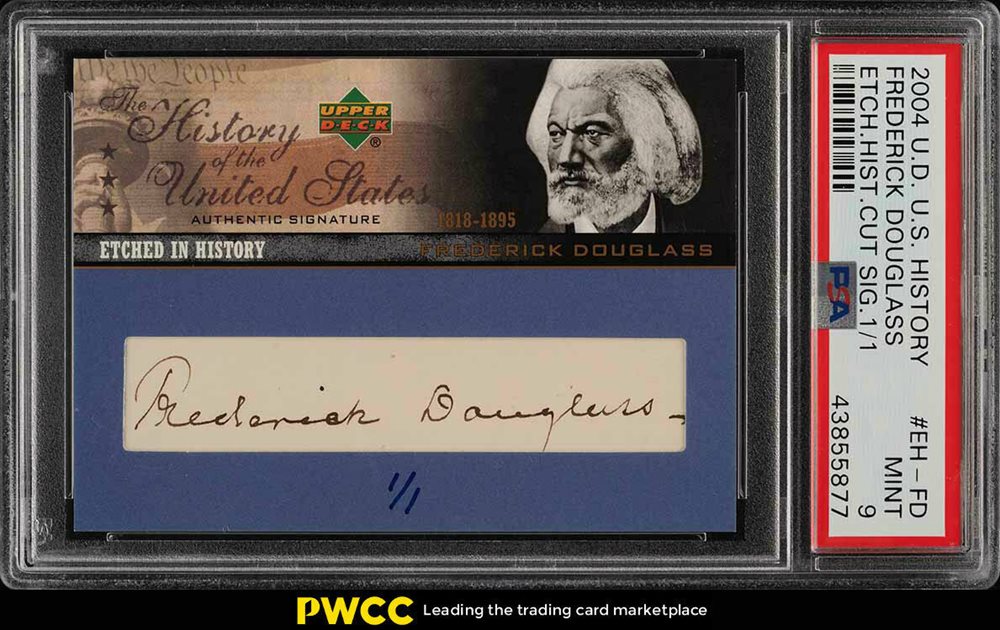 We the People
The
History
of the
United States
UPPER
D·E·C·K
®
AUTHENTIC SIGNATURE
1818-1895
ETCHED IN HISTORY
FREDERICK DOUGLASS
Frederick Douglass-
1/1
2004 U.D. U.S. HISTORY #EH-FD
FREDERICK DOUGLASS MINT
ETCH.HIST.CUT SIG.1/1 9
PSA
43855877
PWCC Leading the trading card marketplace